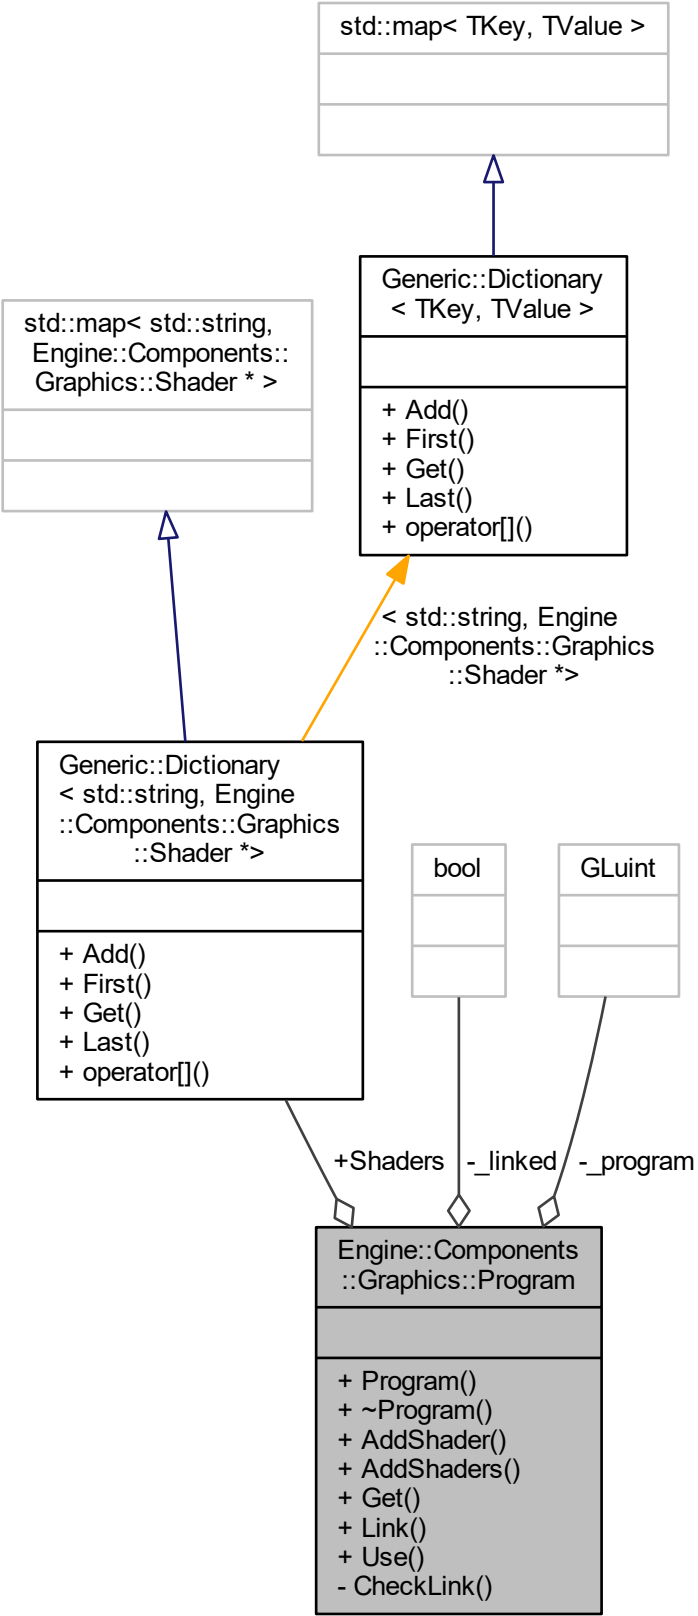 std::map< TKey, TValue >
Generic::Dictionary
< TKey, TValue >
+ Add()
+ First()
+ Get()
+ Last()
+ operator[]()
std::map< std::string,
Engine::Components::
Graphics::Shader * >
< std::string, Engine
::Components::Graphics
::Shader *>
Generic::Dictionary
< std::string, Engine
::Components::Graphics
::Shader *>
+ Add()
+ First()
+ Get()
+ Last()
+ operator[]()
bool
GLuint
+Shaders
-_linked
-_program
Engine::Components
::Graphics::Program
+ Program()
+ ~Program()
+ AddShader()
+ AddShaders()
+ Get()
+ Link()
+ Use()
- CheckLink()